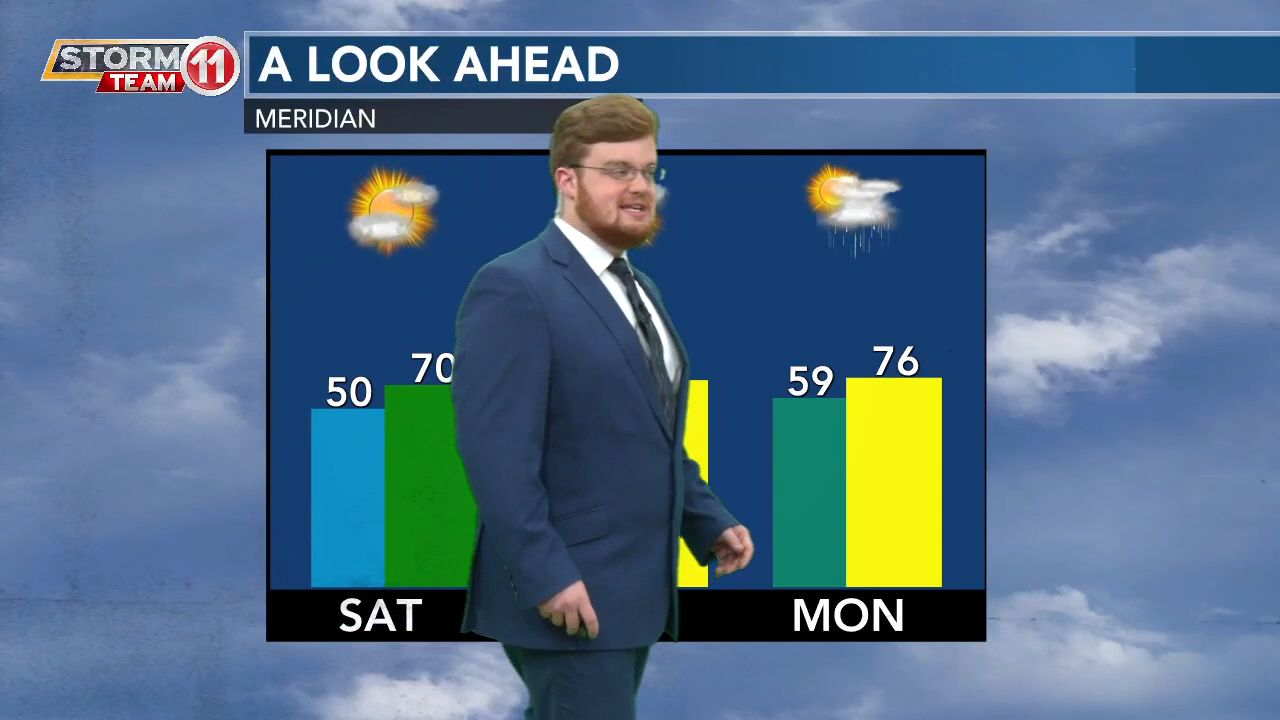 STORM
TEAM 11
A LOOK AHEAD
MERIDIAN
50 70 59 76
SAT MON